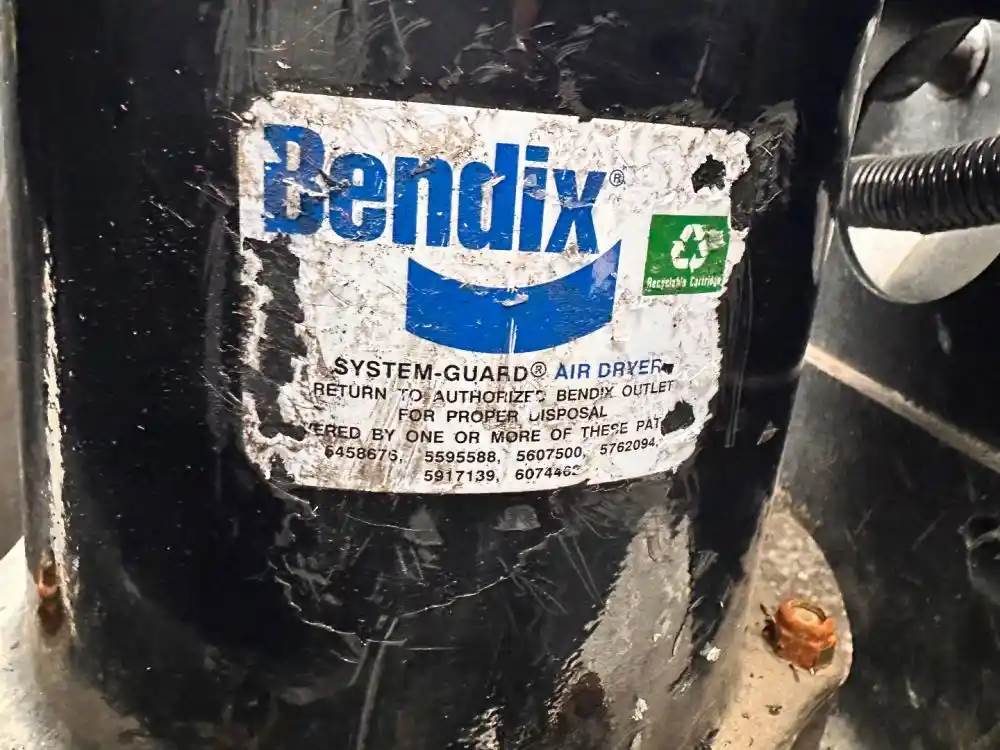 Bendix®
Recyclable Cartridge
SYSTEM-GUARD® AIR DRYER
RETURN TO AUTHORIZED BENDIX OUTLET
FOR PROPER DISPOSAL
BY ONE OR MORE OF THESE
5458676, 5595588, 5607500, 5762094,
5917139,